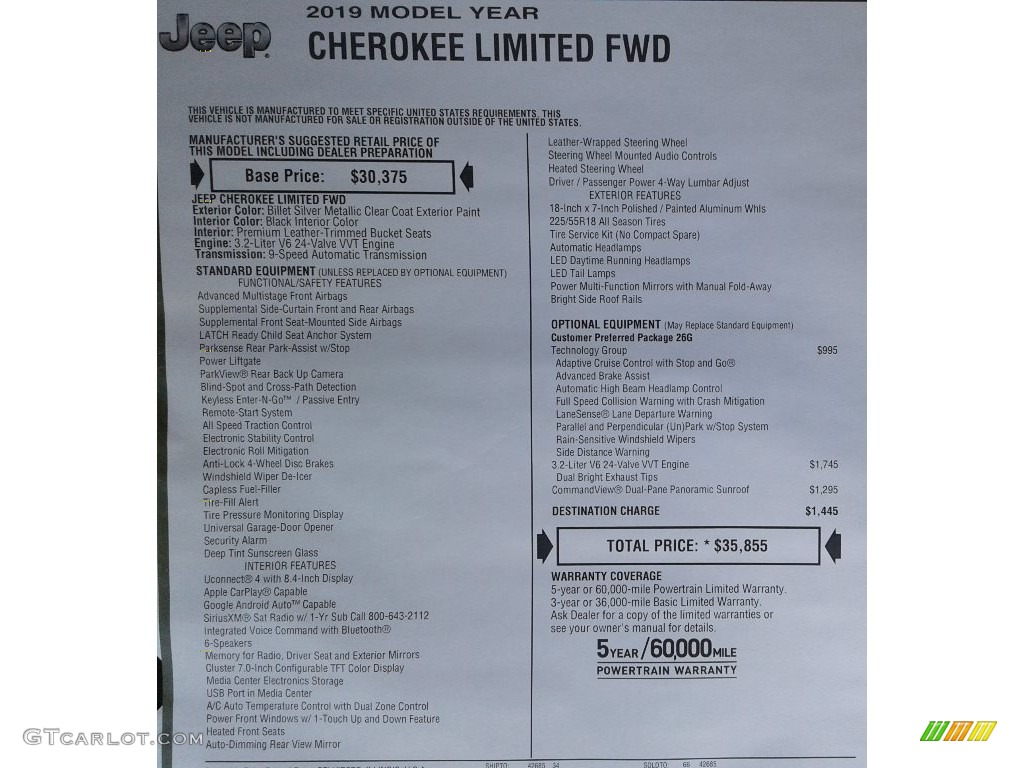 Jeep
2019 MODEL YEAR
CHEROKEE LIMITED FWD
THIS VEHICLE IS MANUFACTURED TO MEET SPECIFIC UNITED STATES REQUIREMENTS. THIS
VEHICLE IS NOT MANUFACTURED FOR SALE OR REGISTRATION OUTSIDE OF THE UNITED STATES.
MANUFACTURER'S SUGGESTED RETAIL PRICE OF
THIS MODEL INCLUDING DEALER PREPARATION
Base Price: $30,375
JEEP CHEROKEE LIMITED FWD
Exterior Color: Billet Silver Metallic Clear Coat Exterior Paint
Interior Color: Black Interior Color
Interior: Premium Leather-Trimmed Bucket Seats
Engine: 3.2-Liter V6 24-Valve VVT Engine
Transmission: 9-Speed Automatic Transmission
STANDARD EQUIPMENT (UNLESS REPLACED BY OPTIONAL EQUIPMENT)
FUNCTIONAL/SAFETY FEATURES
Advanced Multistage Front Airbags
Supplemental Side-Curtain Front and Rear Airbags
Supplemental Front Seat-Mounted Side Airbags
LATCH Ready Child Seat Anchor System
Parksense Rear Park-Assist w/Stop
Power Liftgate
ParkView® Rear Back Up Camera
Blind-Spot and Cross-Path Detection
Keyless Enter-N-Go™ / Passive Entry
Remote-Start System
All Speed Traction Control
Electronic Stability Control
Electronic Roll Mitigation
Anti-Lock 4-Wheel Disc Brakes
Windshield Wiper De-Icer
Capless Fuel-Filler
Tire-Fill Alert
Tire Pressure Monitoring Display
Universal Garage-Door Opener
Security Alarm
Deep Tint Sunscreen Glass
INTERIOR FEATURES
Uconnect® 4 with 8.4-Inch Display
Apple CarPlay® Capable
Google Android Auto™ Capable
SiriusXM® Sat Radio w/ 1-Yr Sub Call 800-643-2112
Integrated Voice Command with Bluetooth®
6-Speakers
Memory for Radio, Driver Seat and Exterior Mirrors
Cluster 7.0-Inch Configurable TFT Color Display
Media Center Electronics Storage
USB Port in Media Center
A/C Auto Temperature Control with Dual Zone Control
Power Front Windows w/ 1-Touch Up and Down Feature
Heated Front Seats
Auto-Dimming Rear View Mirror
Leather-Wrapped Steering Wheel
Steering Wheel Mounted Audio Controls
Heated Steering Wheel
Driver / Passenger Power 4-Way Lumbar Adjust
EXTERIOR FEATURES
18-Inch x 7-Inch Polished / Painted Aluminum Whls
225/55R18 All Season Tires
Tire Service Kit (No Compact Spare)
Automatic Headlamps
LED Daytime Running Headlamps
LED Tail Lamps
Power Multi-Function Mirrors with Manual Fold-Away
Bright Side Roof Rails
OPTIONAL EQUIPMENT (May Replace Standard Equipment)
Customer Preferred Package 26G
Technology Group $995
Adaptive Cruise Control with Stop and Go®
Advanced Brake Assist
Automatic High Beam Headlamp Control
Full Speed Collision Warning with Crash Mitigation
LaneSense® Lane Departure Warning
Parallel and Perpendicular (Un)Park w/Stop System
Rain-Sensitive Windshield Wipers
Side Distance Warning
3.2-Liter V6 24-Valve VVT Engine $1,745
Dual Bright Exhaust Tips
CommandView® Dual-Pane Panoramic Sunroof $1,295
DESTINATION CHARGE $1,445
TOTAL PRICE: * $35,855
WARRANTY COVERAGE
5-year or 60,000-mile Powertrain Limited Warranty.
3-year or 36,000-mile Basic Limited Warranty.
Ask Dealer for a copy of the limited warranties or
see your owner's manual for details.
5 YEAR / 60,000 MILE
POWERTRAIN WARRANTY
SHIPTO: 42685 34 SOLDTO: 66 42685
GTCarlot.com